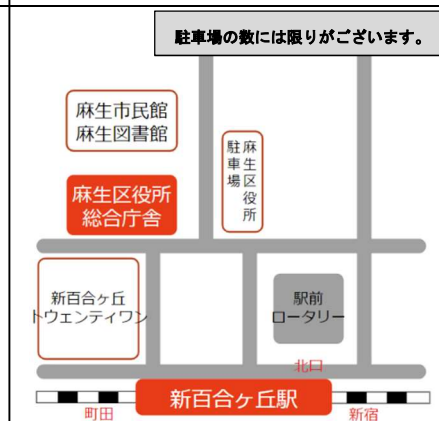 駐車場の数には限りがございます。
麻生市民館
麻生図書館
麻生区役所
駐車場
麻生区役所
総合庁舎
新百合ヶ丘
トウェンティワン
駅前
ロータリー
北口
新百合ヶ丘駅
町田
新宿